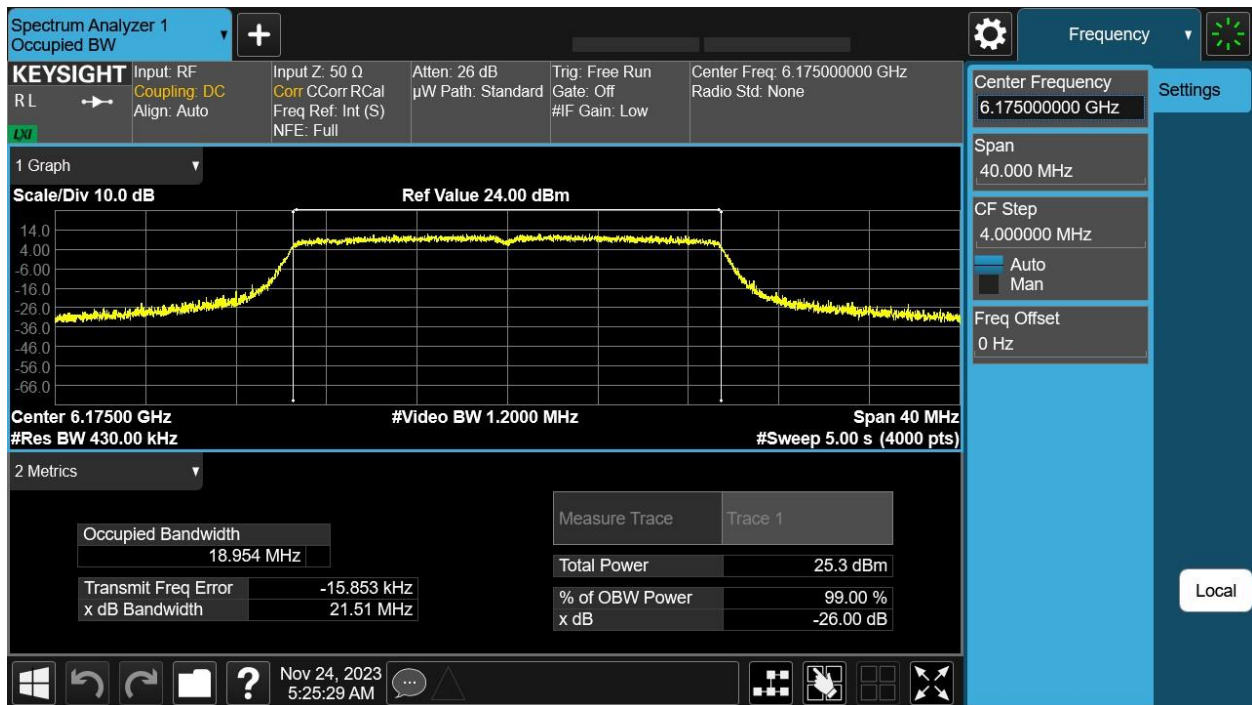 Spectrum Analyzer 1
Occupied BW
+
Frequency
KEYSIGHT
RL
LXI
Input: RF
Coupling: DC
Align: Auto
Input Z: 50 Ω
Corr CCorr RCal
Freq Ref: Int (S)
NFE: Full
Atten: 26 dB
µW Path: Standard
Trig: Free Run
Gate: Off
#IF Gain: Low
Center Freq: 6.175000000 GHz
Radio Std: None
Center Frequency
6.175000000 GHz
Settings
Span
40.000 MHz
CF Step
4.000000 MHz
Auto
Man
Freq Offset
0 Hz
Local
1 Graph
Scale/Div 10.0 dB
Ref Value 24.00 dBm
14.0
4.00
-6.00
-16.0
-26.0
-36.0
-46.0
-56.0
-66.0
Center 6.17500 GHz
#Video BW 1.2000 MHz
Span 40 MHz
#Res BW 430.00 kHz
#Sweep 5.00 s (4000 pts)
2 Metrics
Occupied Bandwidth
18.954 MHz
Transmit Freq Error -15.853 kHz
x dB Bandwidth 21.51 MHz
Measure Trace Trace 1
Total Power 25.3 dBm
% of OBW Power 99.00 %
x dB -26.00 dB
?
Nov 24, 2023
5:25:29 AM